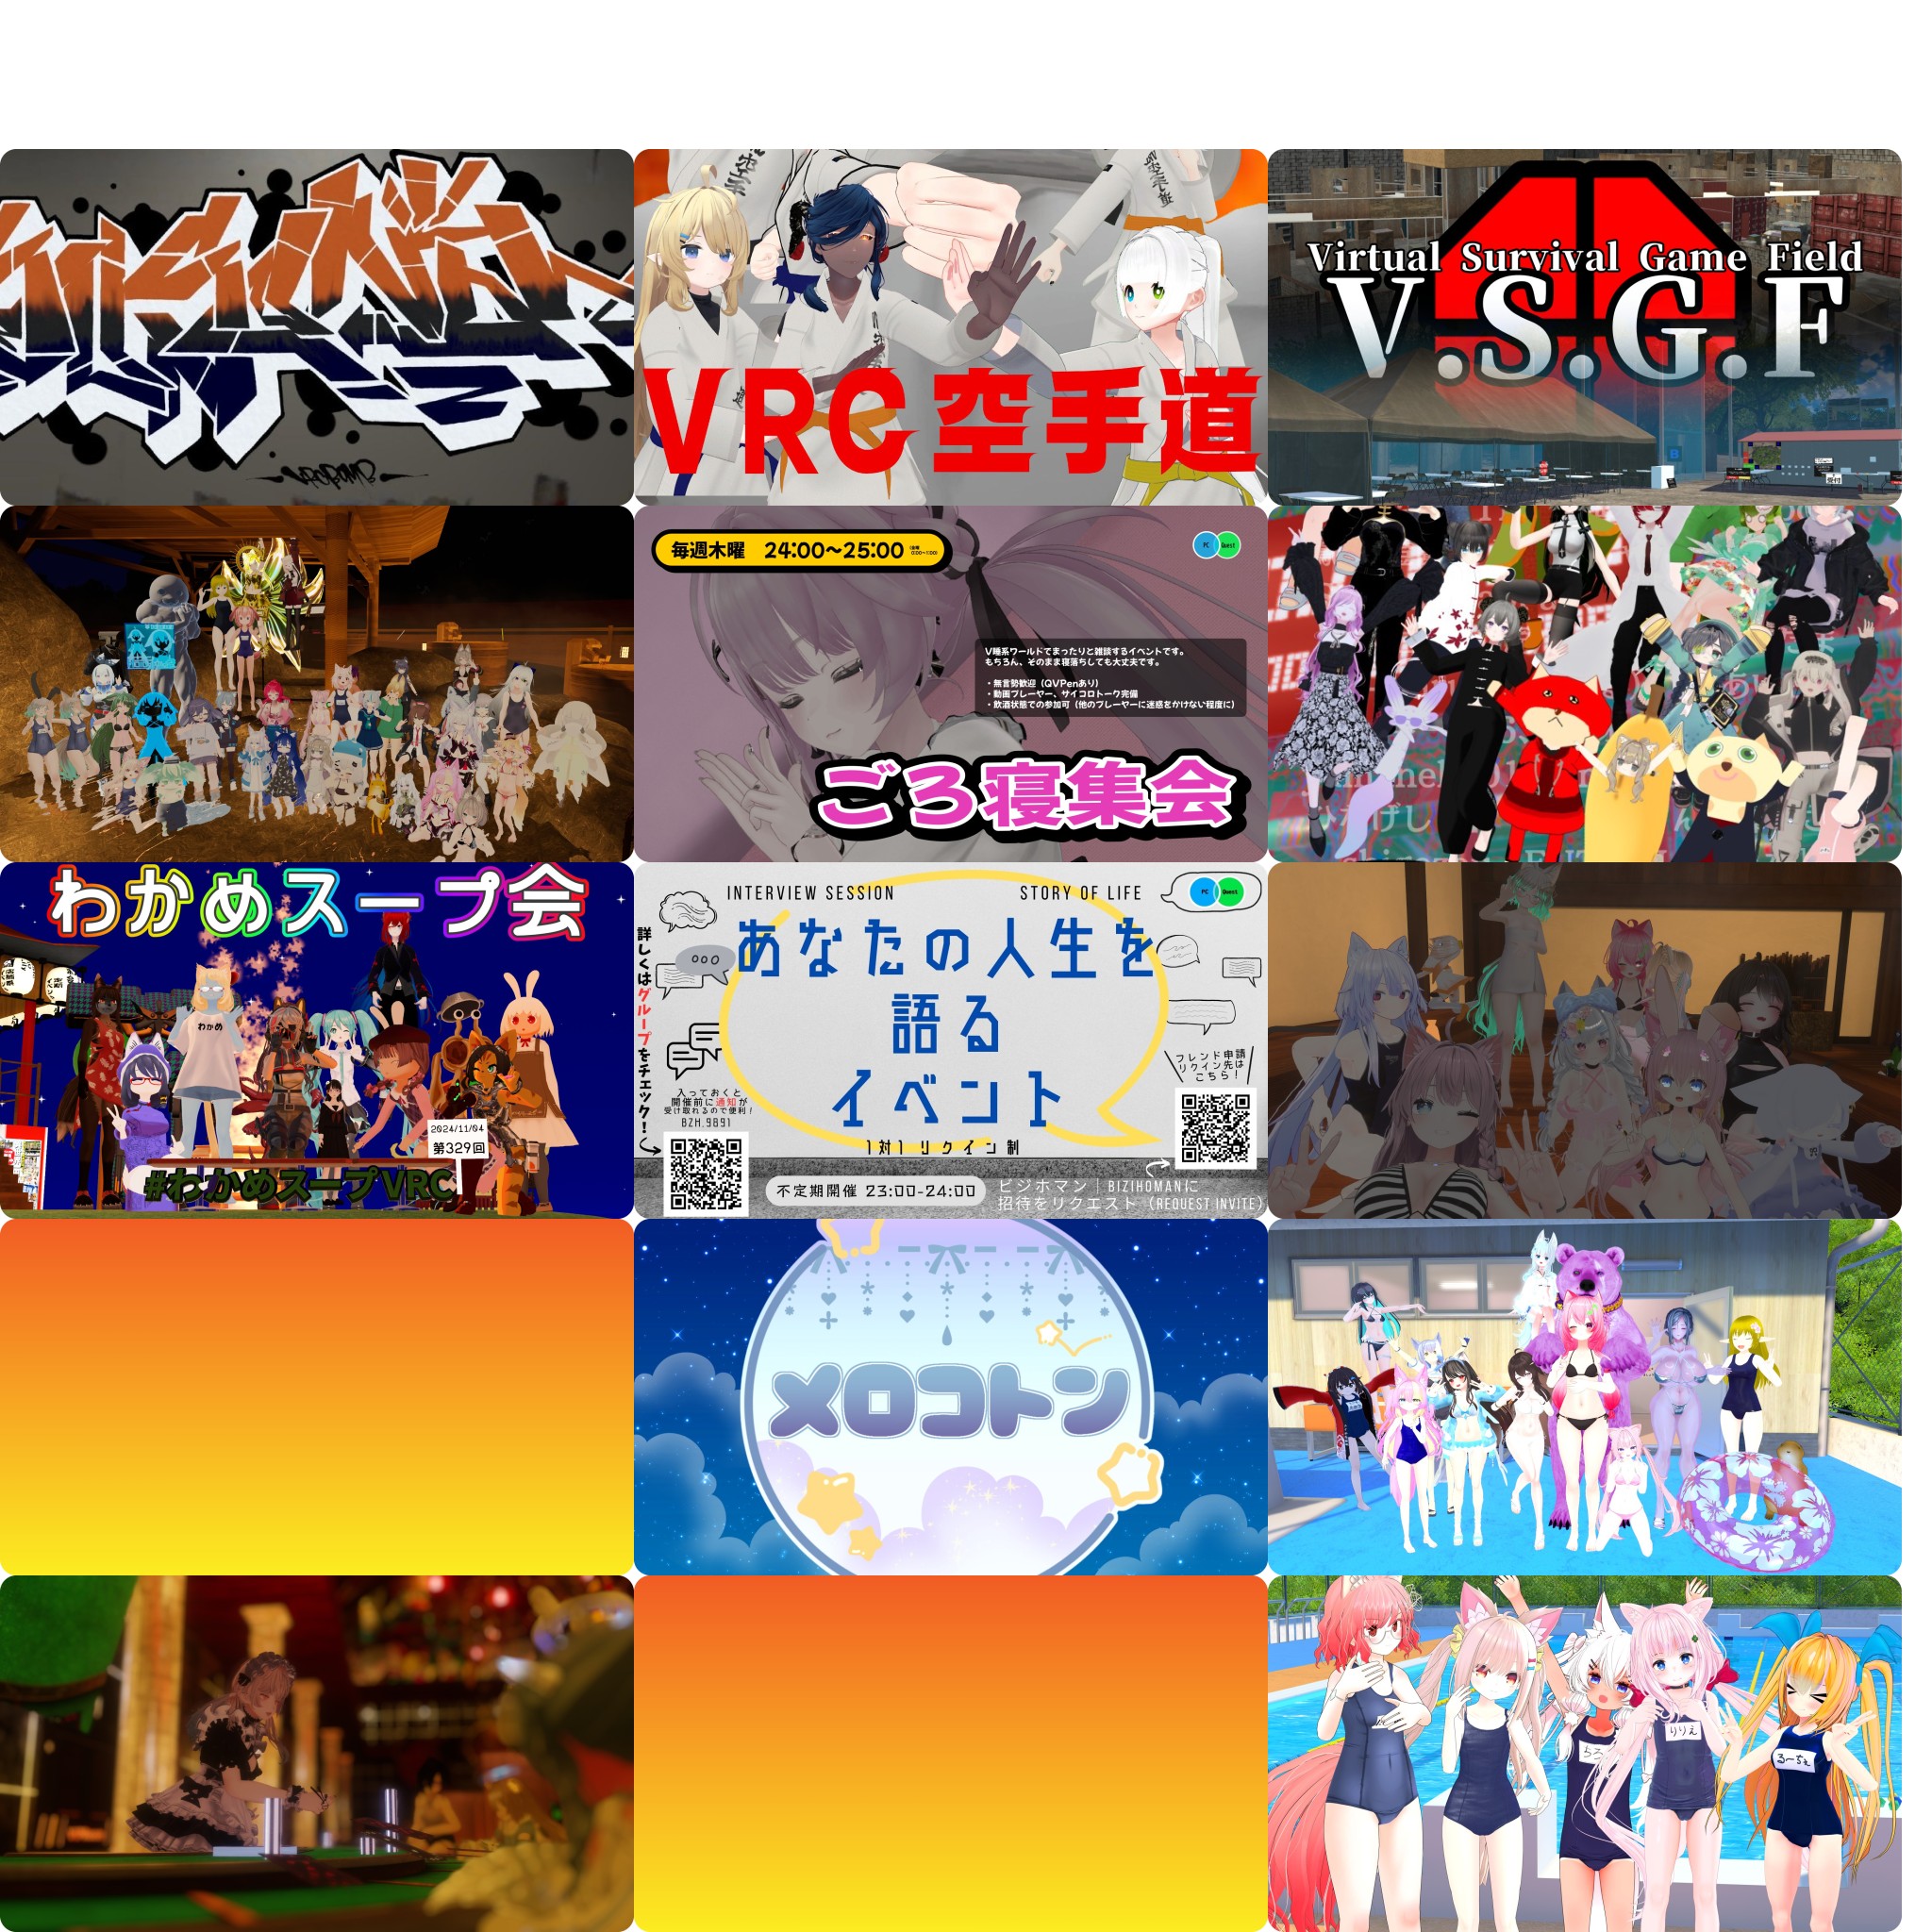 VRC空手道
Virtual Survival Game Field
V.S.G.F
B
受付
毎週木曜 24:00~25:00
PC Quest
V睡系ワールドでまったりと雑談するイベントです。
もちろん、そのまま寝落ちしても大丈夫です。
・無言勢歓迎(QVPenあり)
・動画プレーヤー、サイコロトーク完備
・飲酒状態での参加可(他のプレーヤーに迷惑をかけない程度に)
ごろ寝集会
わかめスープ会
わかめ
2024/11/04
第329回
#わかめスープVRC
INTERVIEW SESSION
STORY OF LIFE
PC Quest
あなたの人生を
語る
イベント
1対1リクイン制
詳しくはグループをチェック!
入っておくと
開催前に通知が
受け取れるので便利!
BZH.9891
フレンド申請
リクイン先は
こちら!
不定期開催 23:00-24:00
ビジホマン|BIZIHOMANに
招待をリクエスト(REQUEST INVITE)
メロコトン
りりえ
るーちぇ